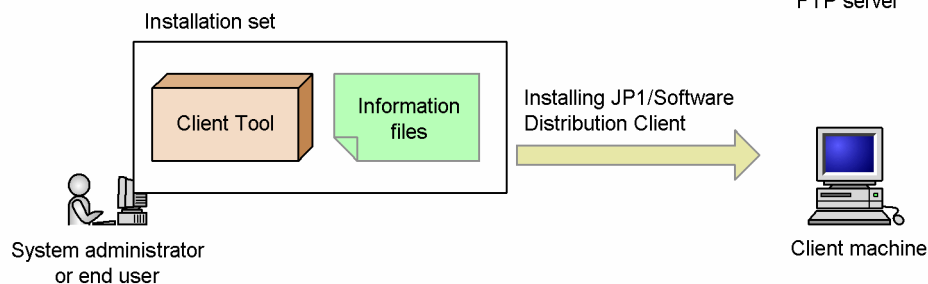 FTP server
Installation set
Client Tool
Information
files
Installing JP1/Software
Distribution Client
System administrator
or end user
Client machine